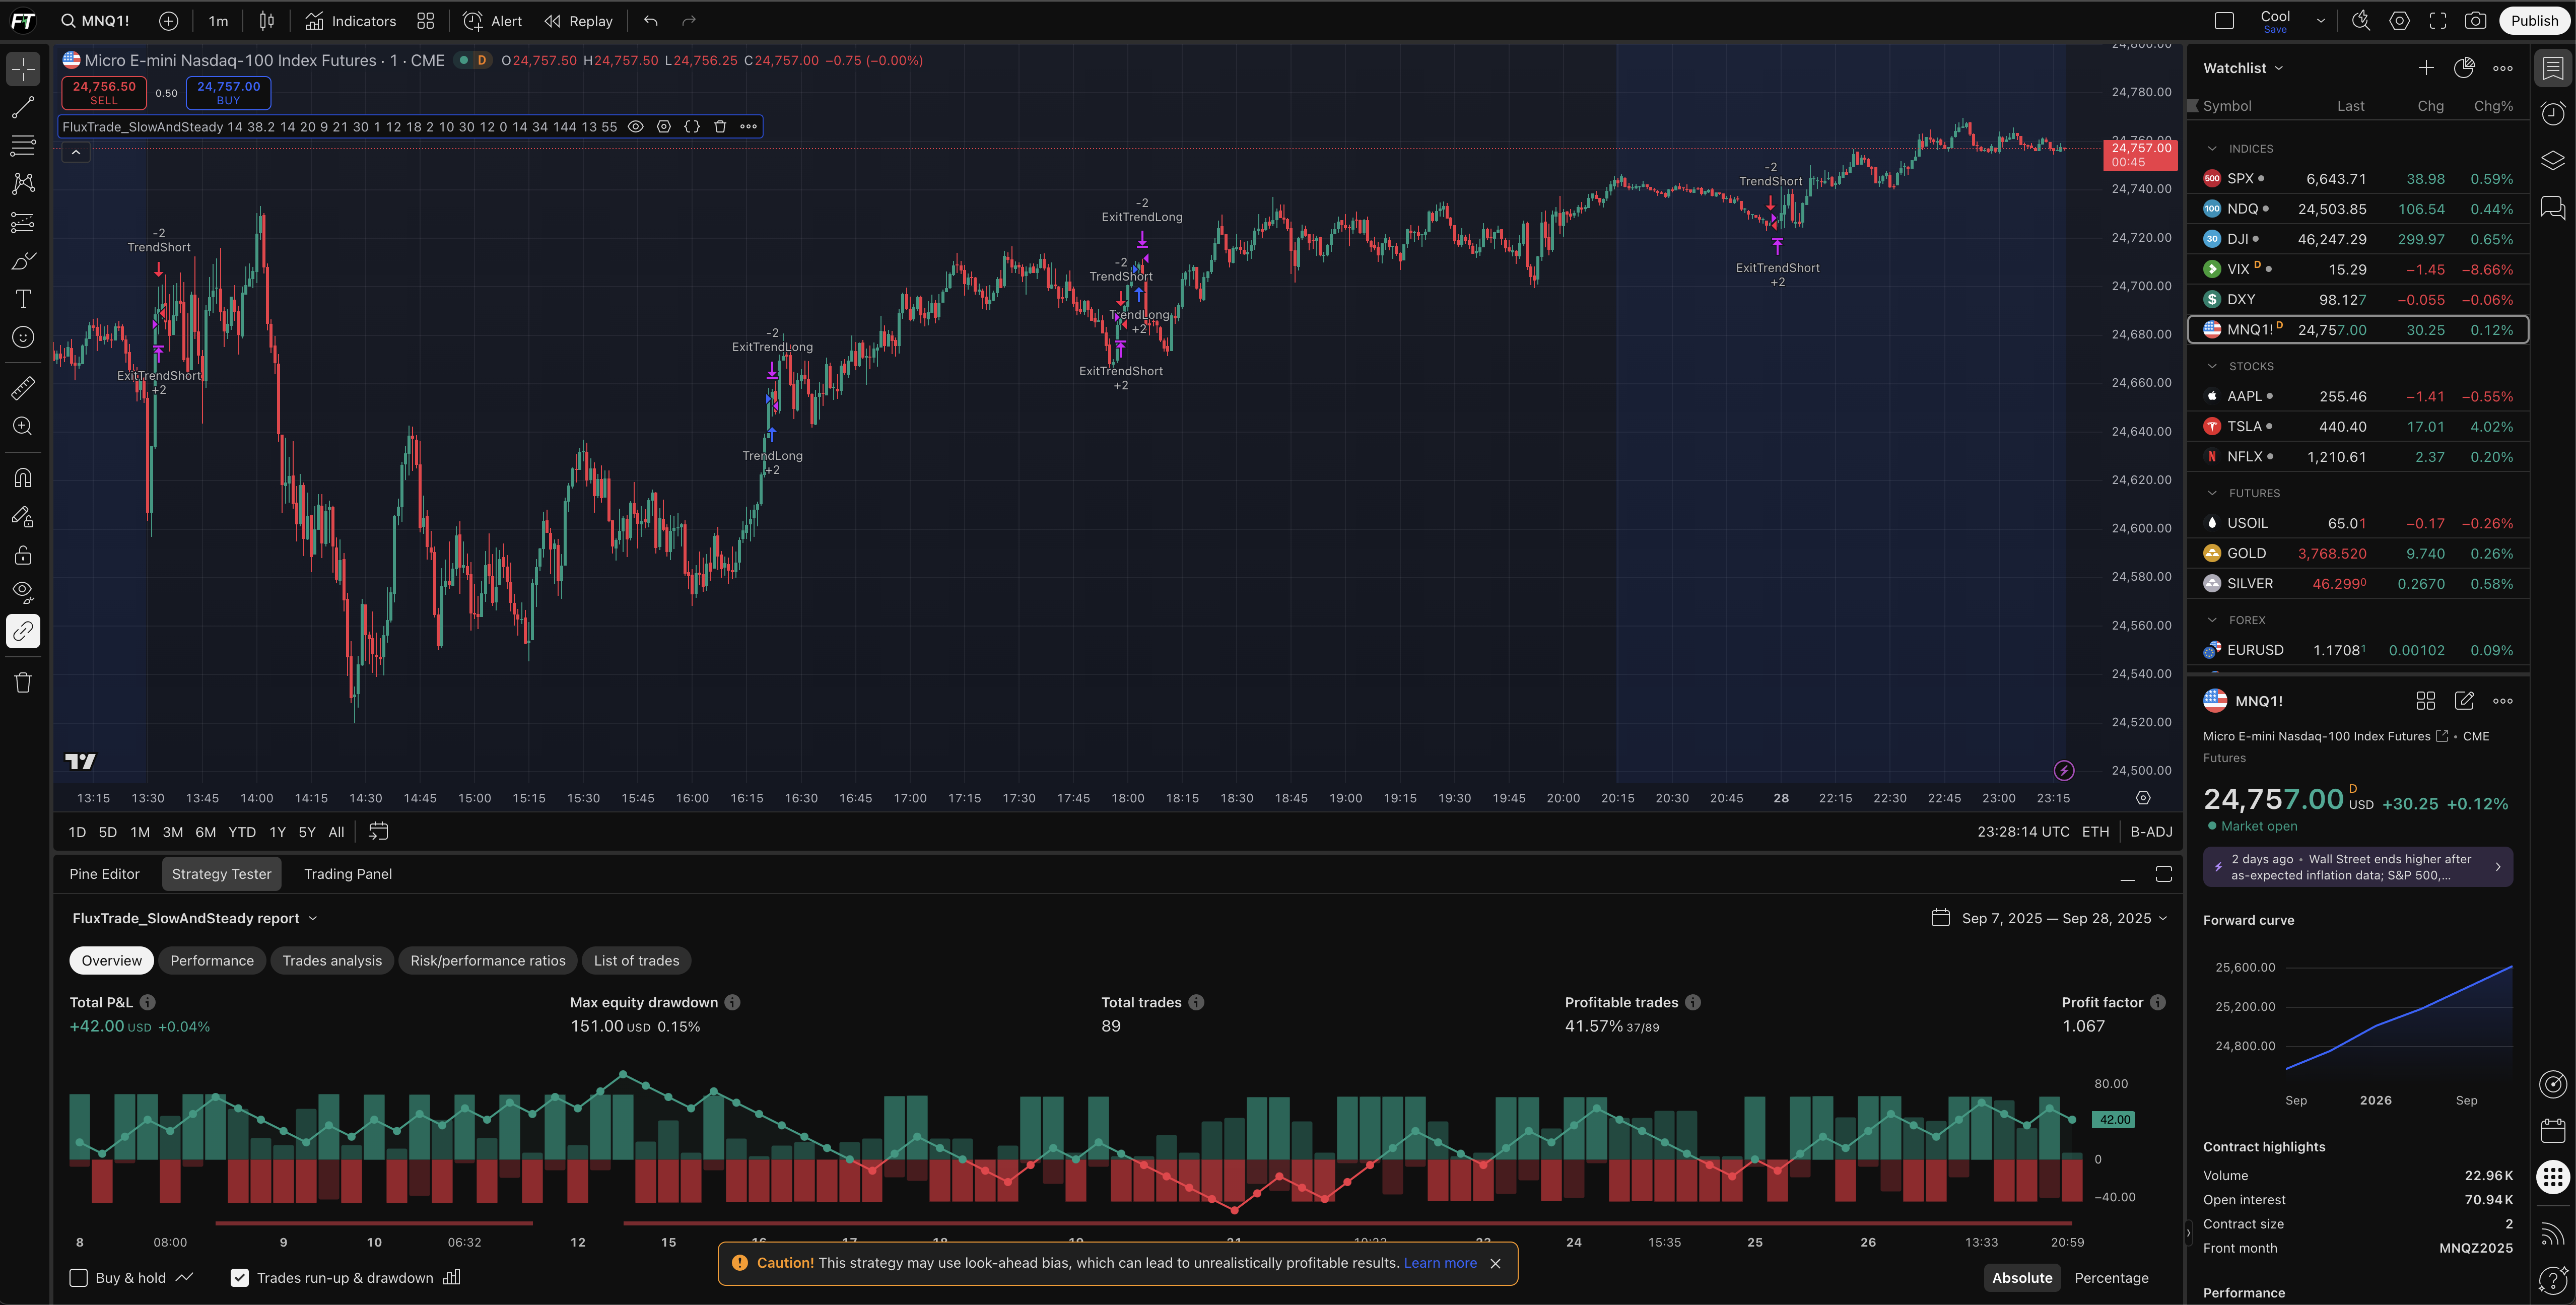 FT MNQ1! 1m Indicators Alert Replay Cool Save Publish
Micro E-mini Nasdaq-100 Index Futures · 1 · CME D O24,757.50 H24,757.50 L24,756.25 C24,757.00 −0.75 (−0.00%)
24,756.50 SELL 0.50 24,757.00 BUY
FluxTrade_SlowAndSteady 14 38.2 14 20 9 21 30 1 12 18 2 10 30 12 0 14 34 144 13 55
-2
TrendShort
ExitTrendShort
+2
-2
ExitTrendLong
TrendLong
+2
-2
ExitTrendLong
-2
TrendShort
TrendLong
+2
ExitTrendShort
+2
-2
TrendShort
ExitTrendShort
+2
24,780.00
24,757.00
00:45
24,740.00
24,720.00
24,700.00
24,680.00
24,660.00
24,640.00
24,620.00
24,600.00
24,580.00
24,560.00
24,540.00
24,520.00
24,500.00
13:15 13:30 13:45 14:00 14:15 14:30 14:45 15:00 15:15 15:30 15:45 16:00 16:15 16:30 16:45 17:00 17:15 17:30 17:45 18:00 18:15 18:30 18:45 19:00 19:15 19:30 19:45 20:00 20:15 20:30 20:45 28 22:15 22:30 22:45 23:00 23:15
1D 5D 1M 3M 6M YTD 1Y 5Y All 23:28:14 UTC ETH B-ADJ
Pine Editor Strategy Tester Trading Panel
FluxTrade_SlowAndSteady report Sep 7, 2025 — Sep 28, 2025
Overview Performance Trades analysis Risk/performance ratios List of trades
Total P&L Max equity drawdown Total trades Profitable trades Profit factor
+42.00 USD +0.04% 151.00 USD 0.15% 89 41.57% 37/89 1.067
80.00
42.00
0
−40.00
8 08:00 9 10 06:32 12 15 24 15:35 25 26 13:33 20:59
Caution! This strategy may use look-ahead bias, which can lead to unrealistically profitable results. Learn more
Buy & hold Trades run-up & drawdown Absolute Percentage
Watchlist
Symbol Last Chg Chg%
INDICES
500 SPX 6,643.71 38.98 0.59%
100 NDQ 24,503.85 106.54 0.44%
30 DJI 46,247.29 299.97 0.65%
VIX D 15.29 −1.45 −8.66%
DXY 98.127 −0.055 −0.06%
MNQ1! D 24,757.00 30.25 0.12%
STOCKS
AAPL 255.46 −1.41 −0.55%
TSLA 440.40 17.01 4.02%
NFLX 1,210.61 2.37 0.20%
FUTURES
USOIL 65.01 −0.17 −0.26%
GOLD 3,768.520 9.740 0.26%
SILVER 46.2990 0.2670 0.58%
FOREX
EURUSD 1.17081 0.00102 0.09%
MNQ1!
Micro E-mini Nasdaq-100 Index Futures • CME
Futures
24,757.00 D USD +30.25 +0.12%
Market open
2 days ago • Wall Street ends higher after
as-expected inflation data; S&P 500,...
Forward curve
25,600.00
25,200.00
24,800.00
Sep 2026 Sep
Contract highlights
Volume 22.96 K
Open interest 70.94 K
Contract size 2
Front month MNQZ2025
Performance